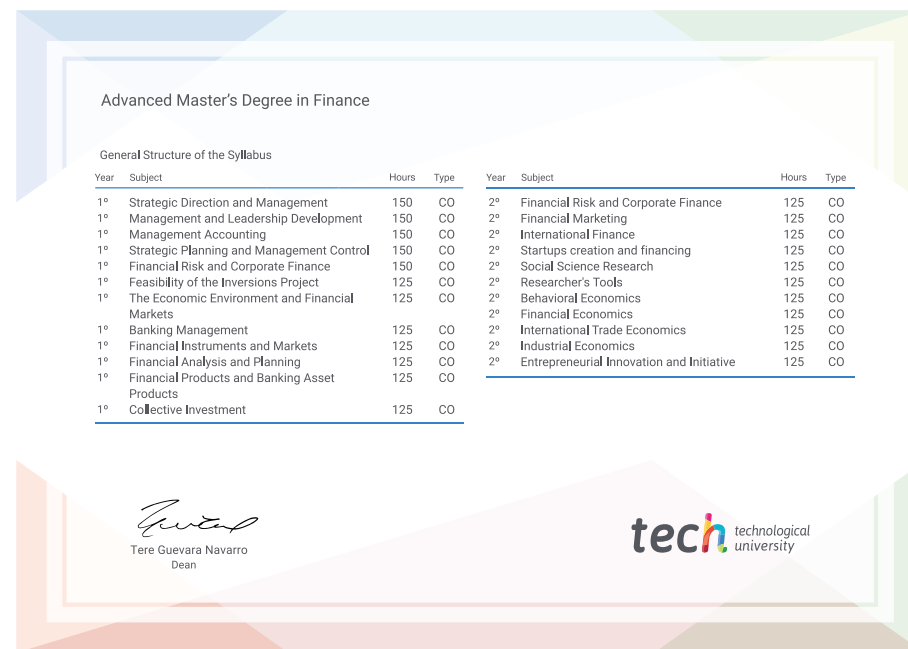 Advanced Master's Degree in Finance
General Structure of the Syllabus
Year Subject Hours Type
1º Strategic Direction and Management 150 CO
1º Management and Leadership Development 150 CO
1º Management Accounting 150 CO
1º Strategic Planning and Management Control 150 CO
1º Financial Risk and Corporate Finance 150 CO
1º Feasibility of the Inversions Project 125 CO
1º The Economic Environment and Financial 125 CO
Markets
1º Banking Management 125 CO
1º Financial Instruments and Markets 125 CO
1º Financial Analysis and Planning 125 CO
1º Financial Products and Banking Asset 125 CO
Products
1º Collective Investment 125 CO
Year Subject Hours Type
2º Financial Risk and Corporate Finance 125 CO
2º Financial Marketing 125 CO
2º International Finance 125 CO
2º Startups creation and financing 125 CO
2º Social Science Research 125 CO
2º Researcher's Tools 125 CO
2º Behavioral Economics 125 CO
2º Financial Economics 125 CO
2º International Trade Economics 125 CO
2º Industrial Economics 125 CO
2º Entrepreneurial Innovation and Initiative 125 CO
Tere Guevara Navarro
Dean
tech technological
university